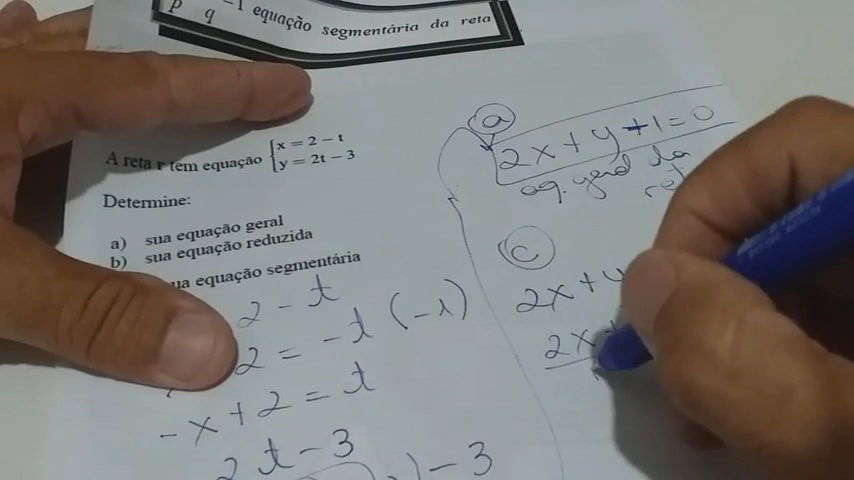 p q -1 equação segmentária da reta
A reta r tem equação { x = 2 - t
y = 2t - 3
Determine:
a) sua equação geral
b) sua equação reduzida
ua equação segmentária
2 - t
2 = -t (-1)
-x + 2 = t
2t - 3
) - 3
a
2x + y + 1 = 0
eq. geral da
ret
c
2x + y
2x